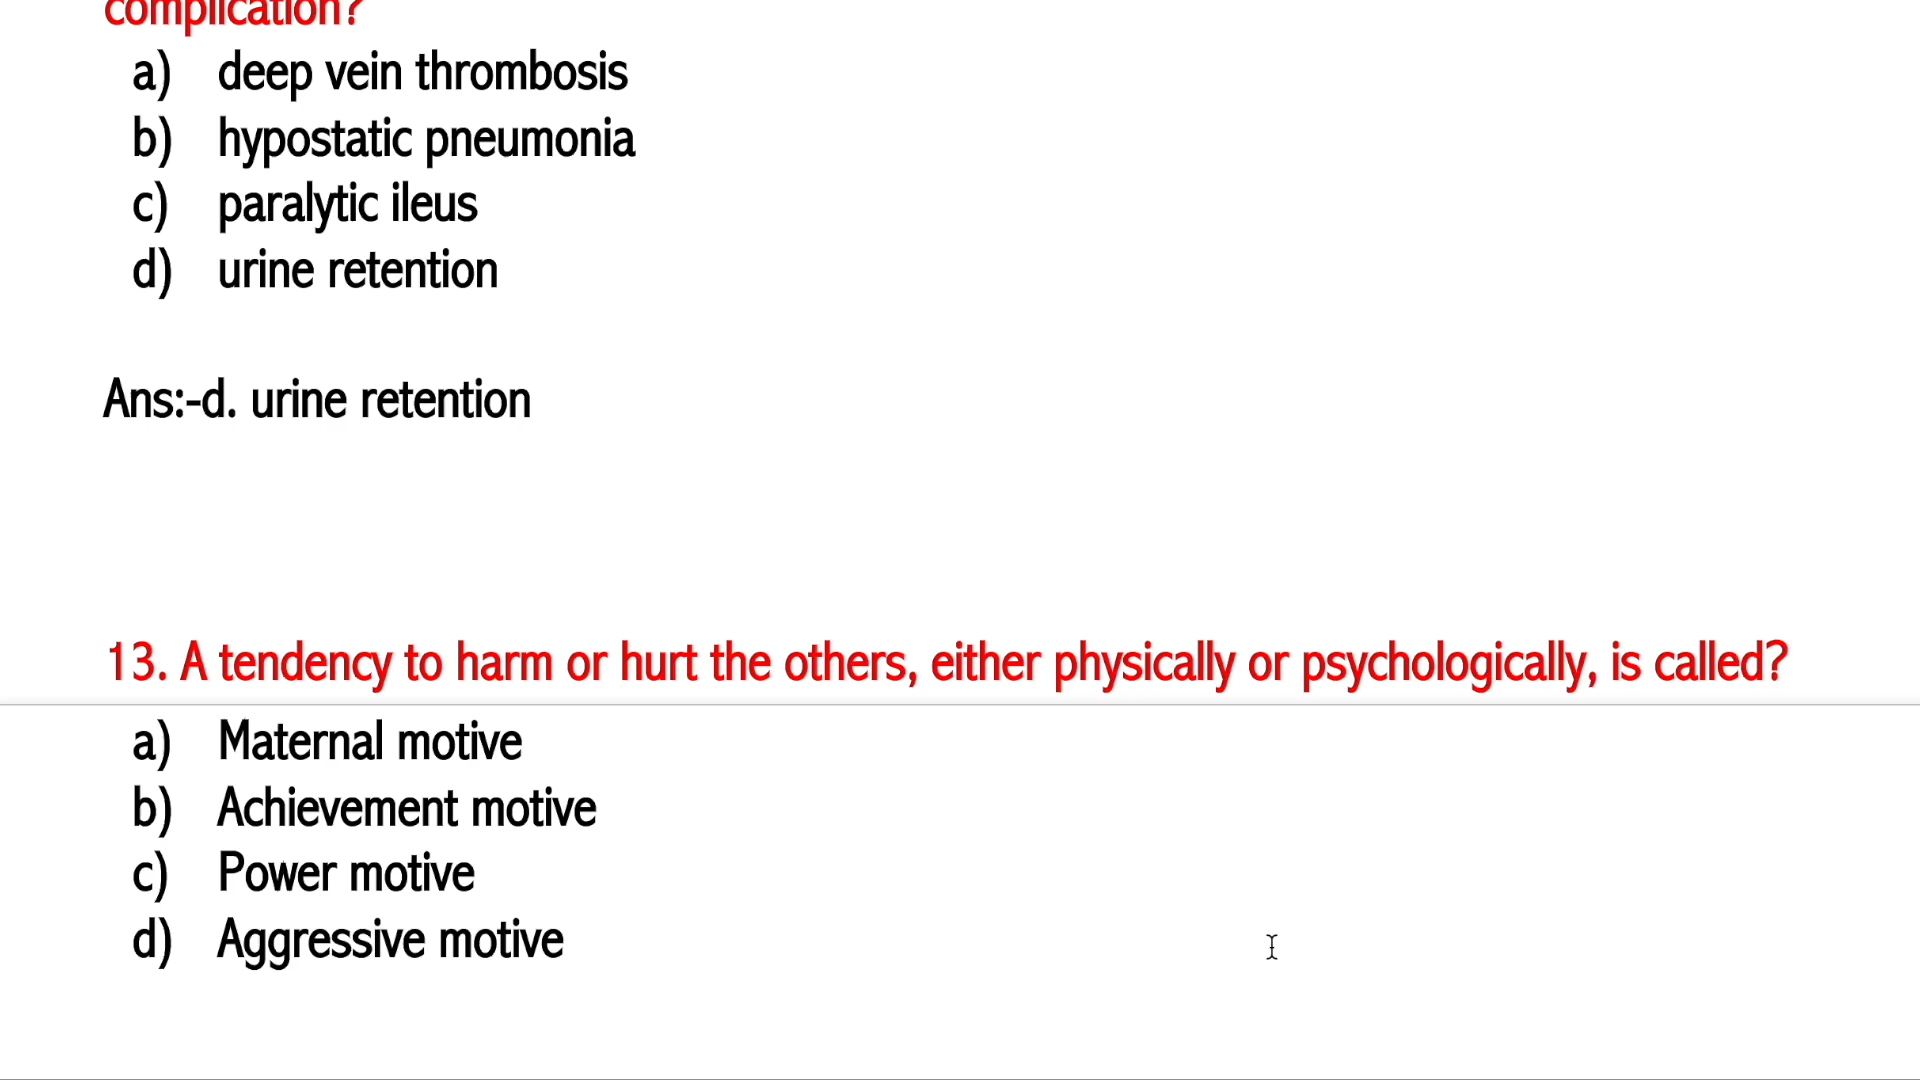 complication?
a) deep vein thrombosis
b) hypostatic pneumonia
c) paralytic ileus
d) urine retention
Ans:-d. urine retention
13. A tendency to harm or hurt the others, either physically or psychologically, is called?
a) Maternal motive
b) Achievement motive
c) Power motive
d) Aggressive motive